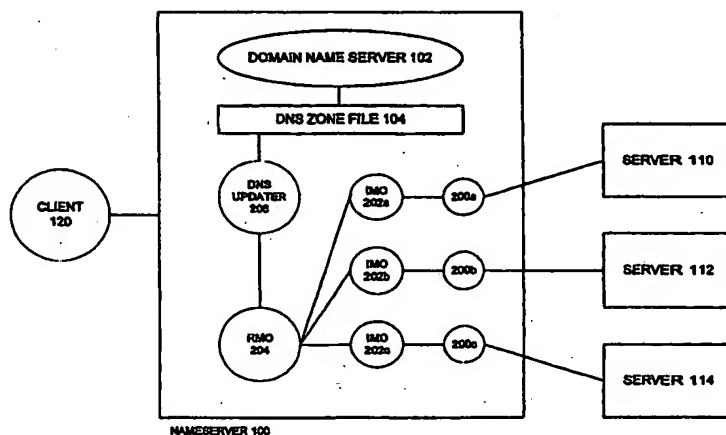 DOMAIN NAME SERVER 102
DNS ZONE FILE 104
DNS
UPDATER
206
CLIENT
120
IMO
202a
200a
SERVER 110
IMO
202b
200b
SERVER 112
RMO
204
IMO
202c
200c
SERVER 114
NAMESERVER 100